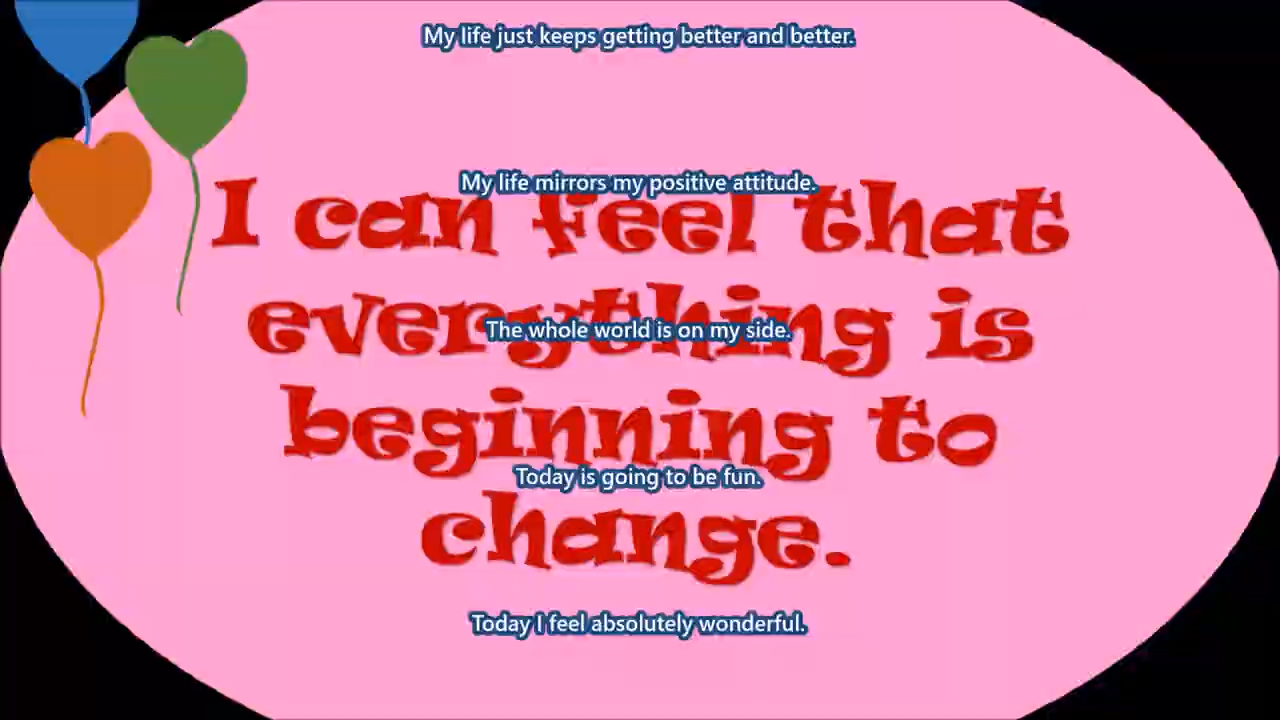 My life just keeps getting better and better.
My life mirrors my positive attitude.
I can feel that
everything is
The whole world is on my side.
beginning to
Today is going to be fun.
change.
Today I feel absolutely wonderful.